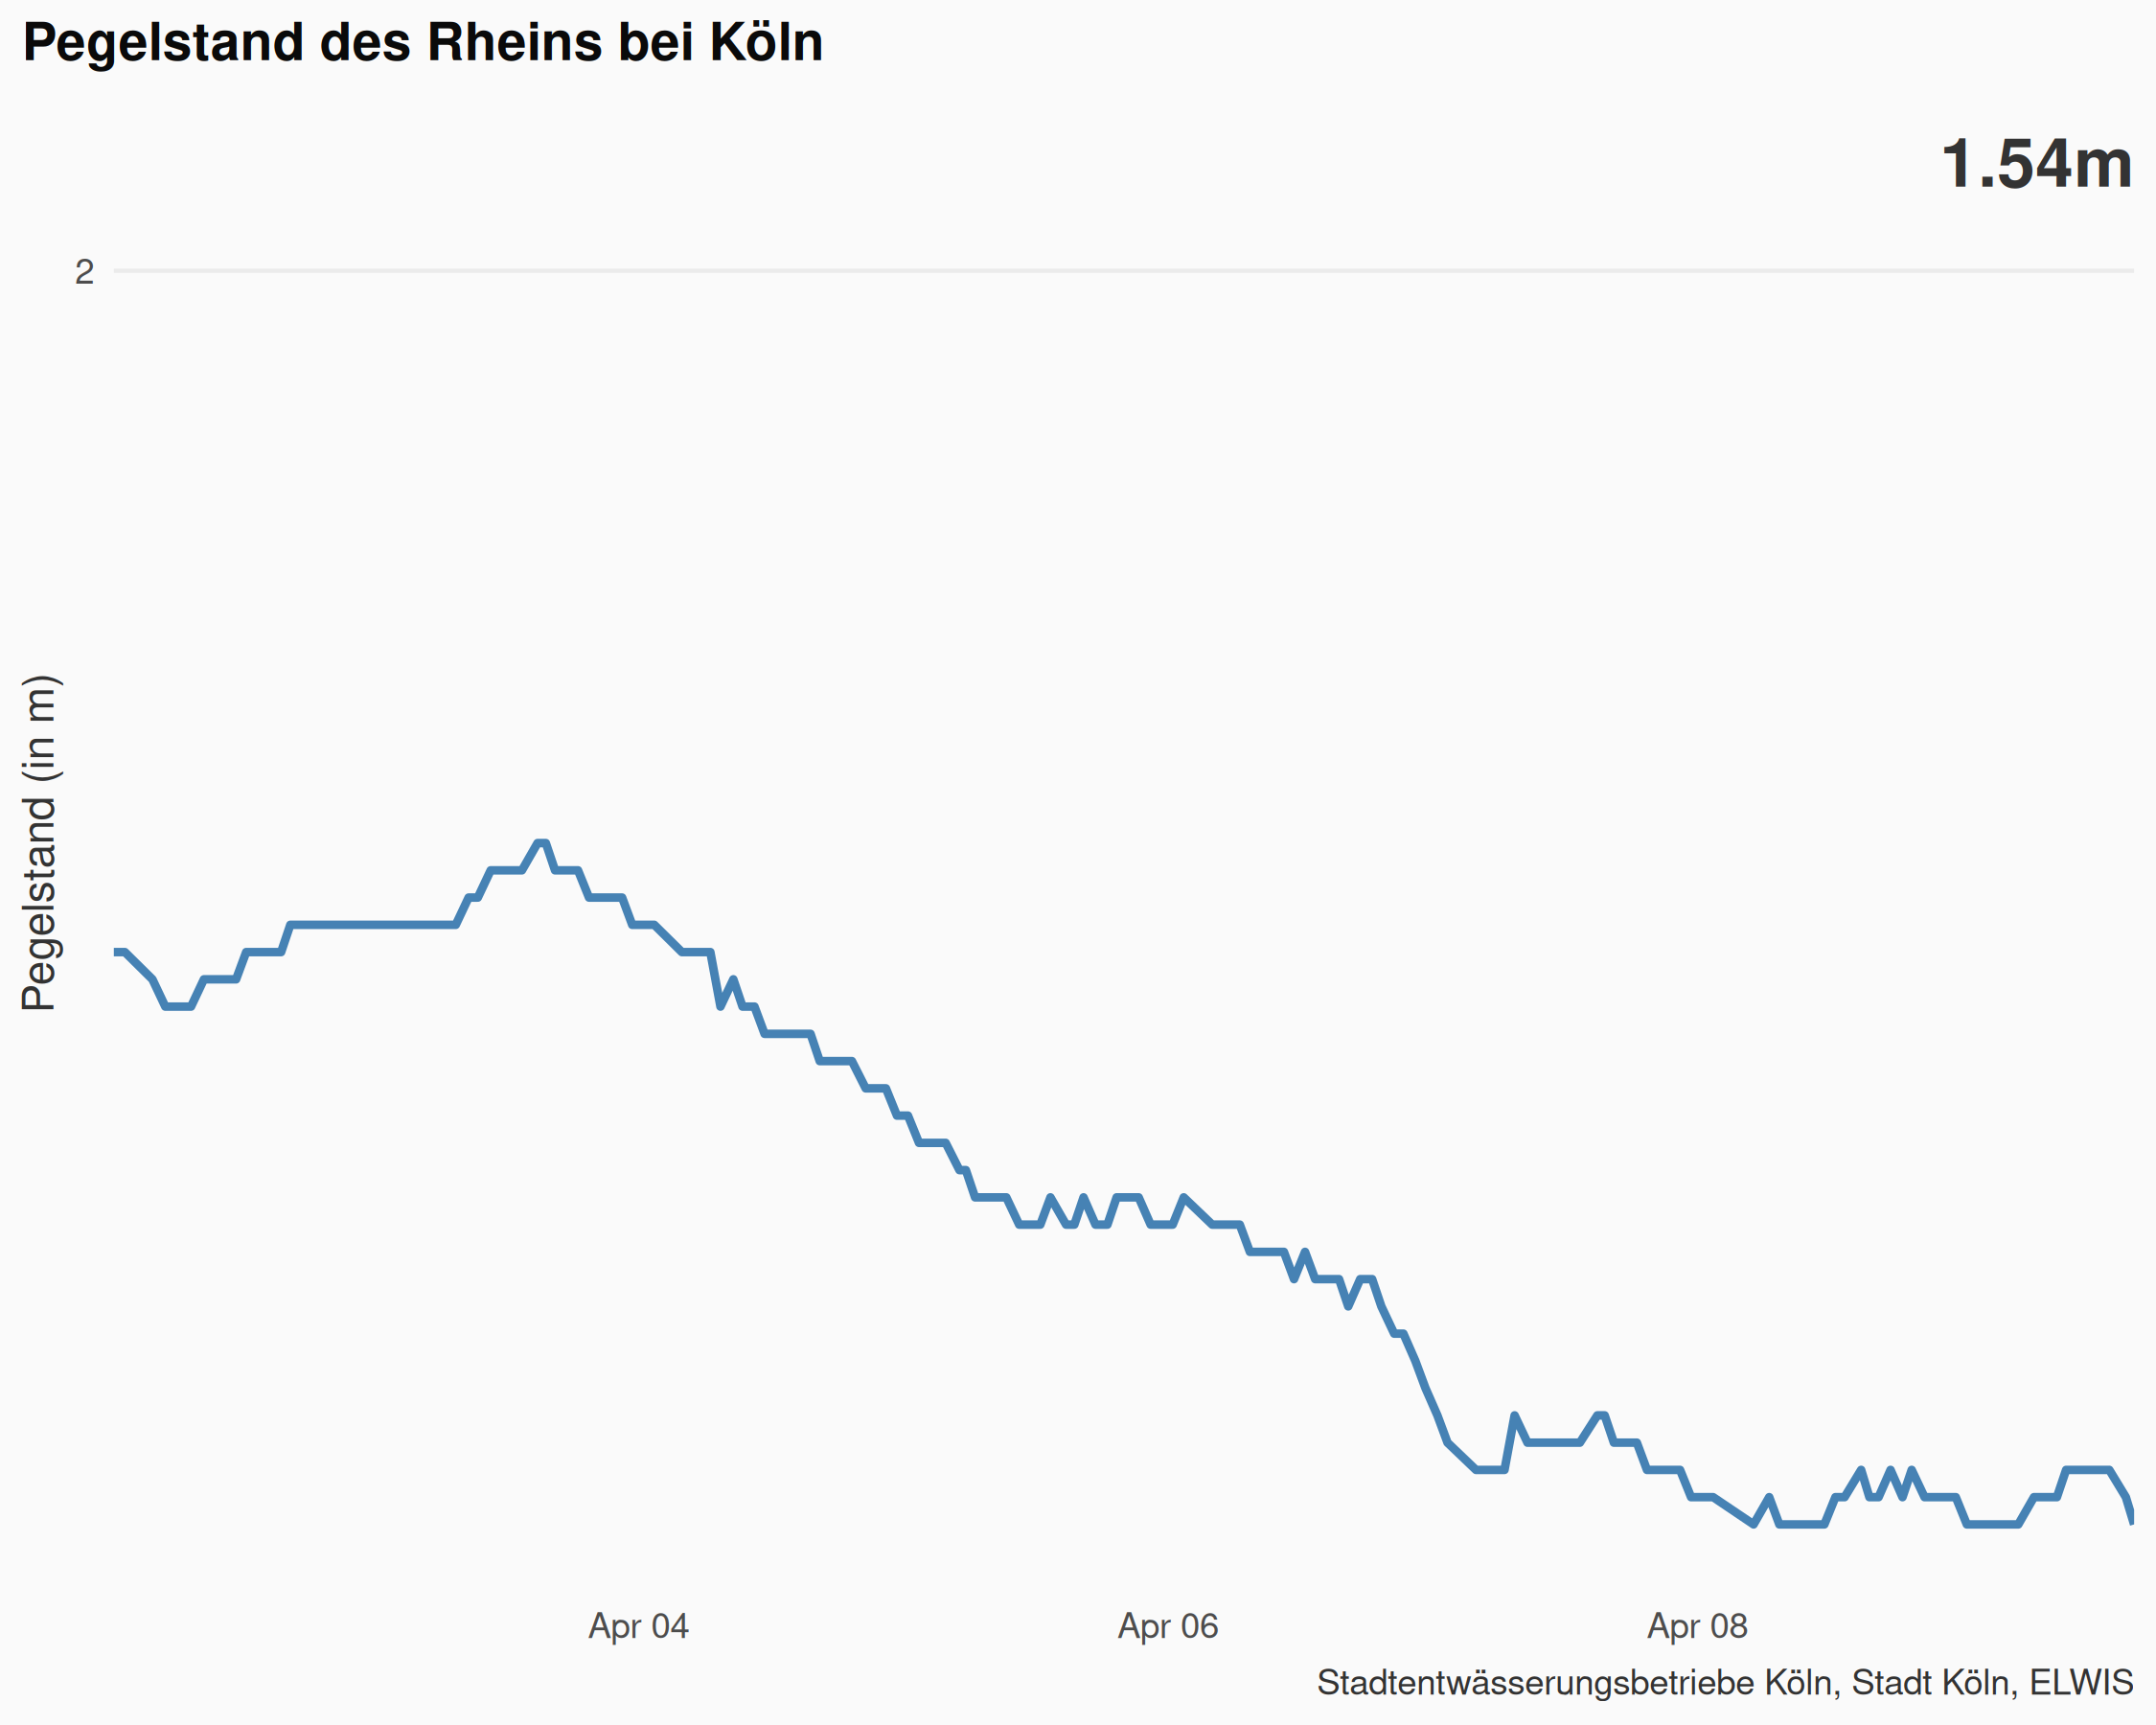 Pegelstand des Rheins bei Köln
1.54m
2
Pegelstand (in m)
Apr 04
Apr 06
Apr 08
Stadtentwässerungsbetriebe Köln, Stadt Köln, ELWIS